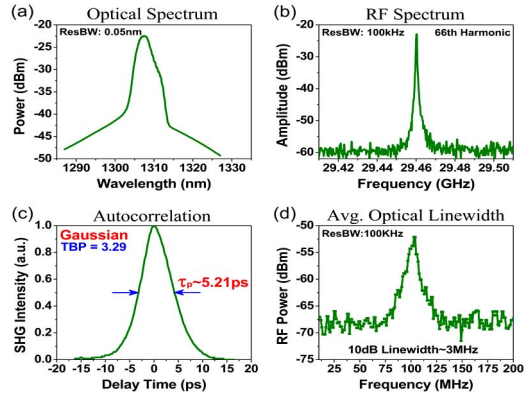 (a)
Optical Spectrum
ResBW: 0.05nm
Power (dBm)
-20
-25
-30
-35
-40
-45
-50
1290
1300
1310
1320
1330
Wavelength (nm)
(b)
RF Spectrum
ResBW: 100kHz
66th Harmonic
Amplitude (dBm)
-20
-30
-40
-50
-60
29.42
29.44
29.46
29.48
29.50
Frequency (GHz)
(c)
Autocorrelation
Gaussian
TBP = 3.29
τp~5.21ps
SHG Intensity (a.u.)
1.0
0.8
0.6
0.4
0.2
0.0
-20
-15
-10
-5
0
5
10
15
20
Delay Time (ps)
(d)
Avg. Optical Linewidth
ResBW:100KHz
RF Power (dBm)
-50
-55
-60
-65
-70
-75
10dB Linewidth~3MHz
25
50
75
100
125
150
175
200
Frequency (MHz)